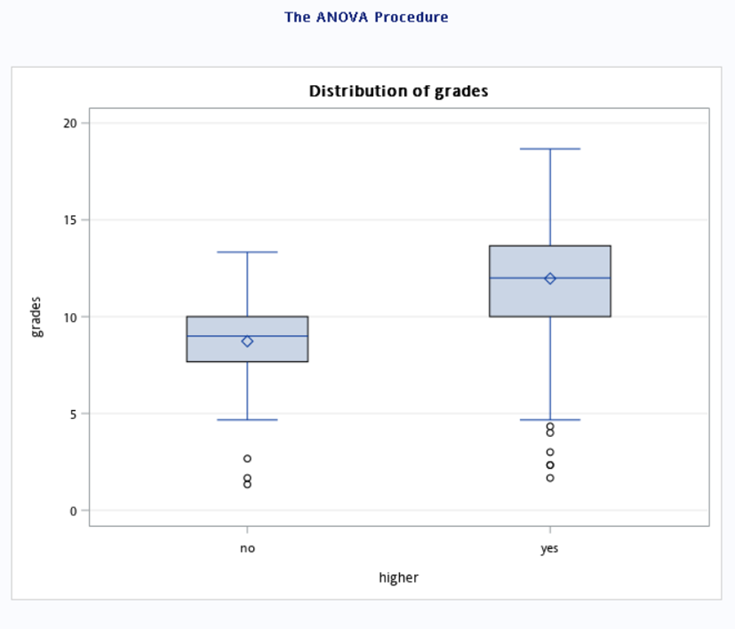 The ANOVA Procedure
Distribution of grades
20
15
10
5
0
grades
no yes
higher